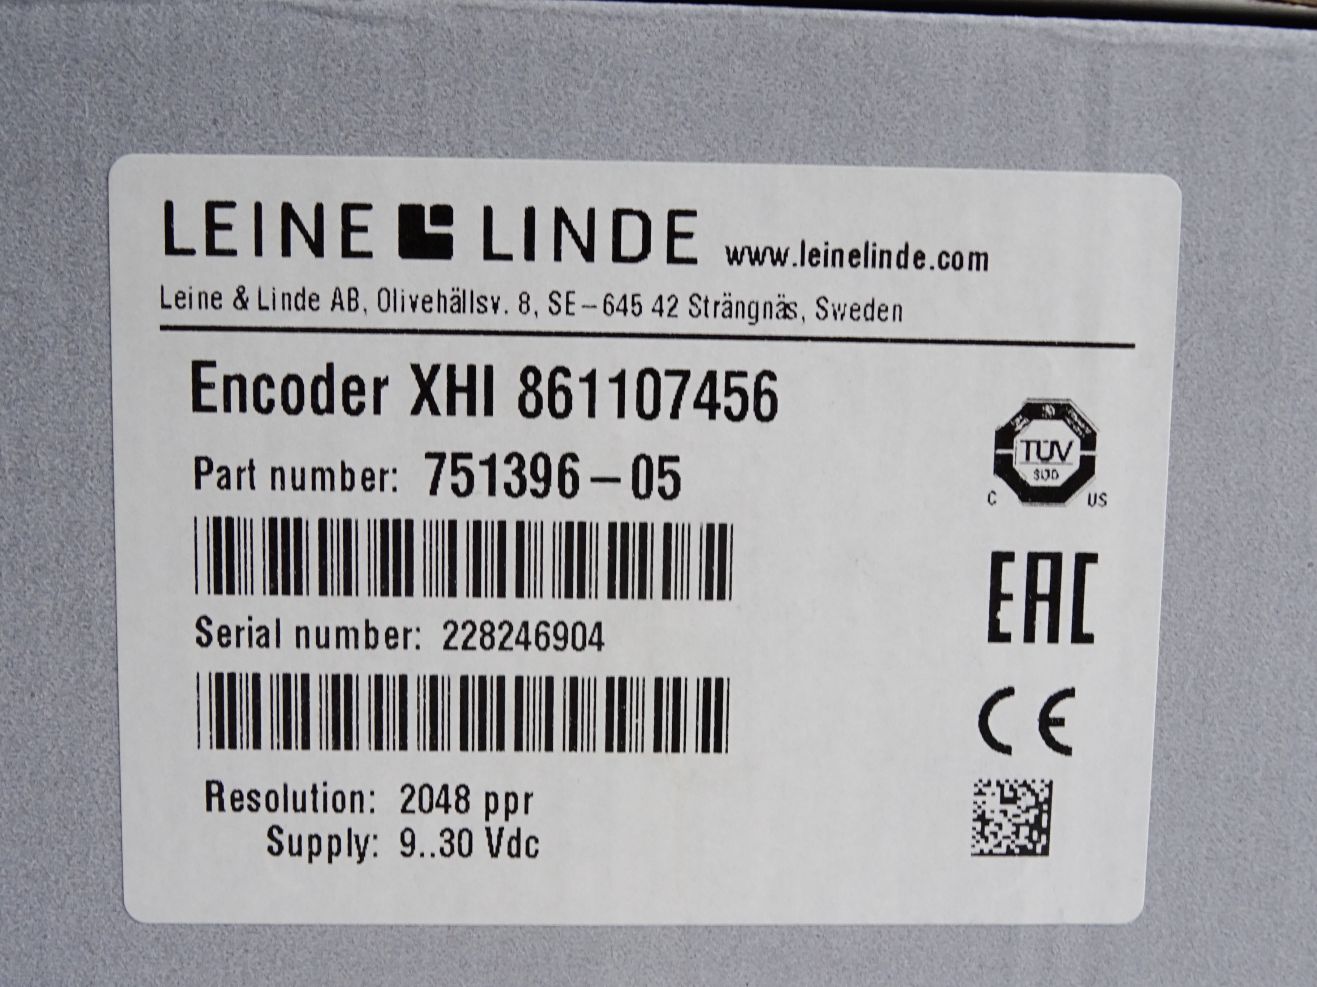 LEINE LINDE www.leinelinde.com
Leine & Linde AB, Olivehällsv. 8, SE-645 42 Strängnäs, Sweden
Encoder XHI 861107456
Part number: 751396-05
TÜV
SÜD
C US
Serial number: 228246904
EAC
CE
Resolution: 2048 ppr
Supply: 9..30 Vdc